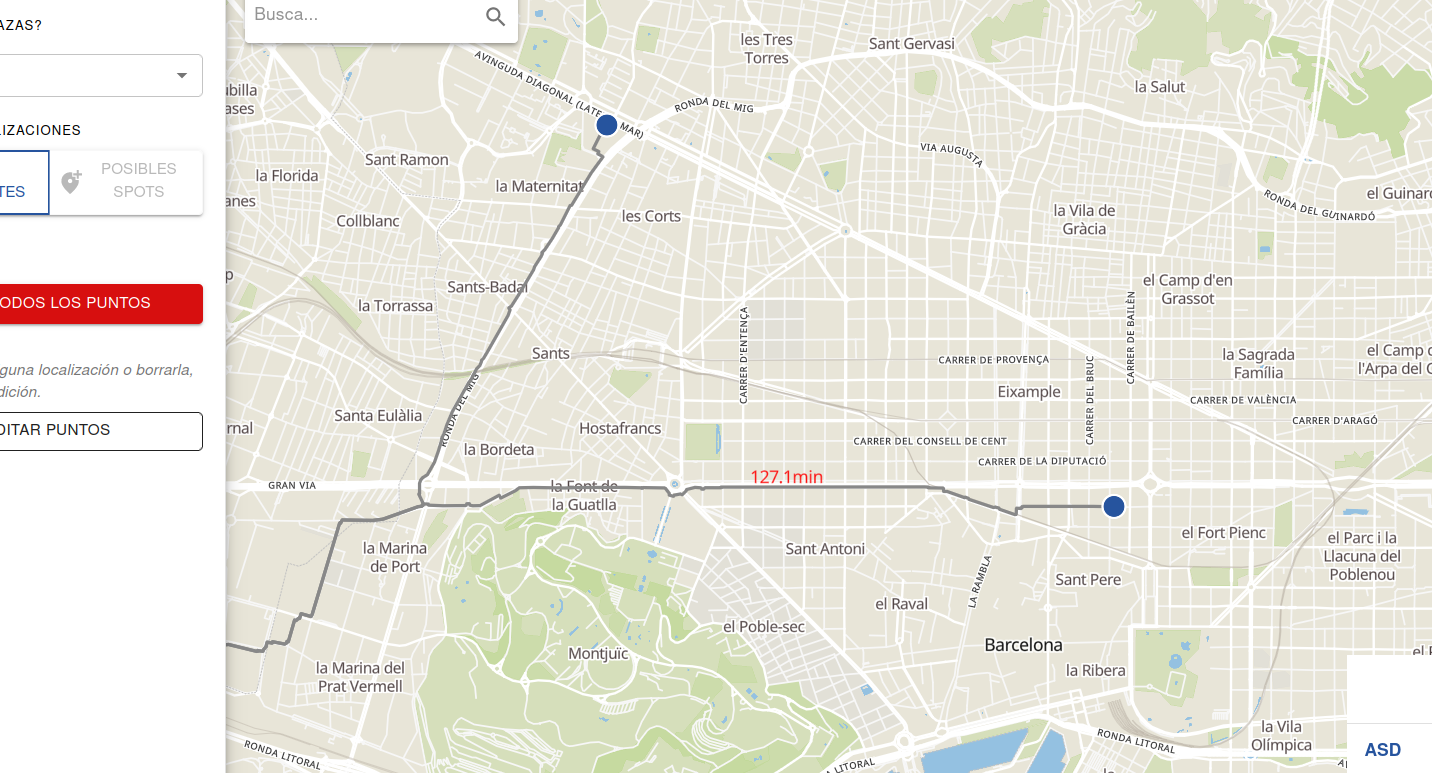 AZAS?
LIZACIONES
TES
POSIBLES
SPOTS
ODOS LOS PUNTOS
guna localización o borrarla,
dición.
DITAR PUNTOS
Busca...
les Tres
Torres
Sant Gervasi
la Salut
AVINGUDA DIAGONAL (LATE MAR)
RONDA DEL MIG
VIA AUGUSTA
ubilla
ases
Sant Ramon
la Florida
la Maternitat
anes
Collblanc
les Corts
la Vila de
Gràcia
RONDA DEL GUINARDÓ
el Guinar
p
Sants-Badal
la Torrassa
el Camp d'en
Grassot
CARRER D'ENTENÇA
CARRER DE BAILÈN
Sants
CARRER DE PROVENÇA
la Sagrada
Família
el Camp d
l'Arpa del C
CARRER DEL BRUC
Eixample
CARRER DE VALÈNCIA
RONDA DEL MIG
Santa Eulàlia
rnal
Hostafrancs
CARRER D'ARAGÓ
la Bordeta
CARRER DEL CONSELL DE CENT
CARRER DE LA DIPUTACIÓ
127.1min
GRAN VIA
la Font de
la Guatlla
el Fort Pienc
la Marina
de Port
Sant Antoni
el Parc i la
Llacuna del
Poblenou
LA RAMBLA
Sant Pere
el Raval
el Poble-sec
Barcelona
Montjuïc
la Marina del
Prat Vermell
la Ribera
el P
la Vila
Olímpica
RONDA LITORAL
RONDA LITORAL
A LITORAL
ASD